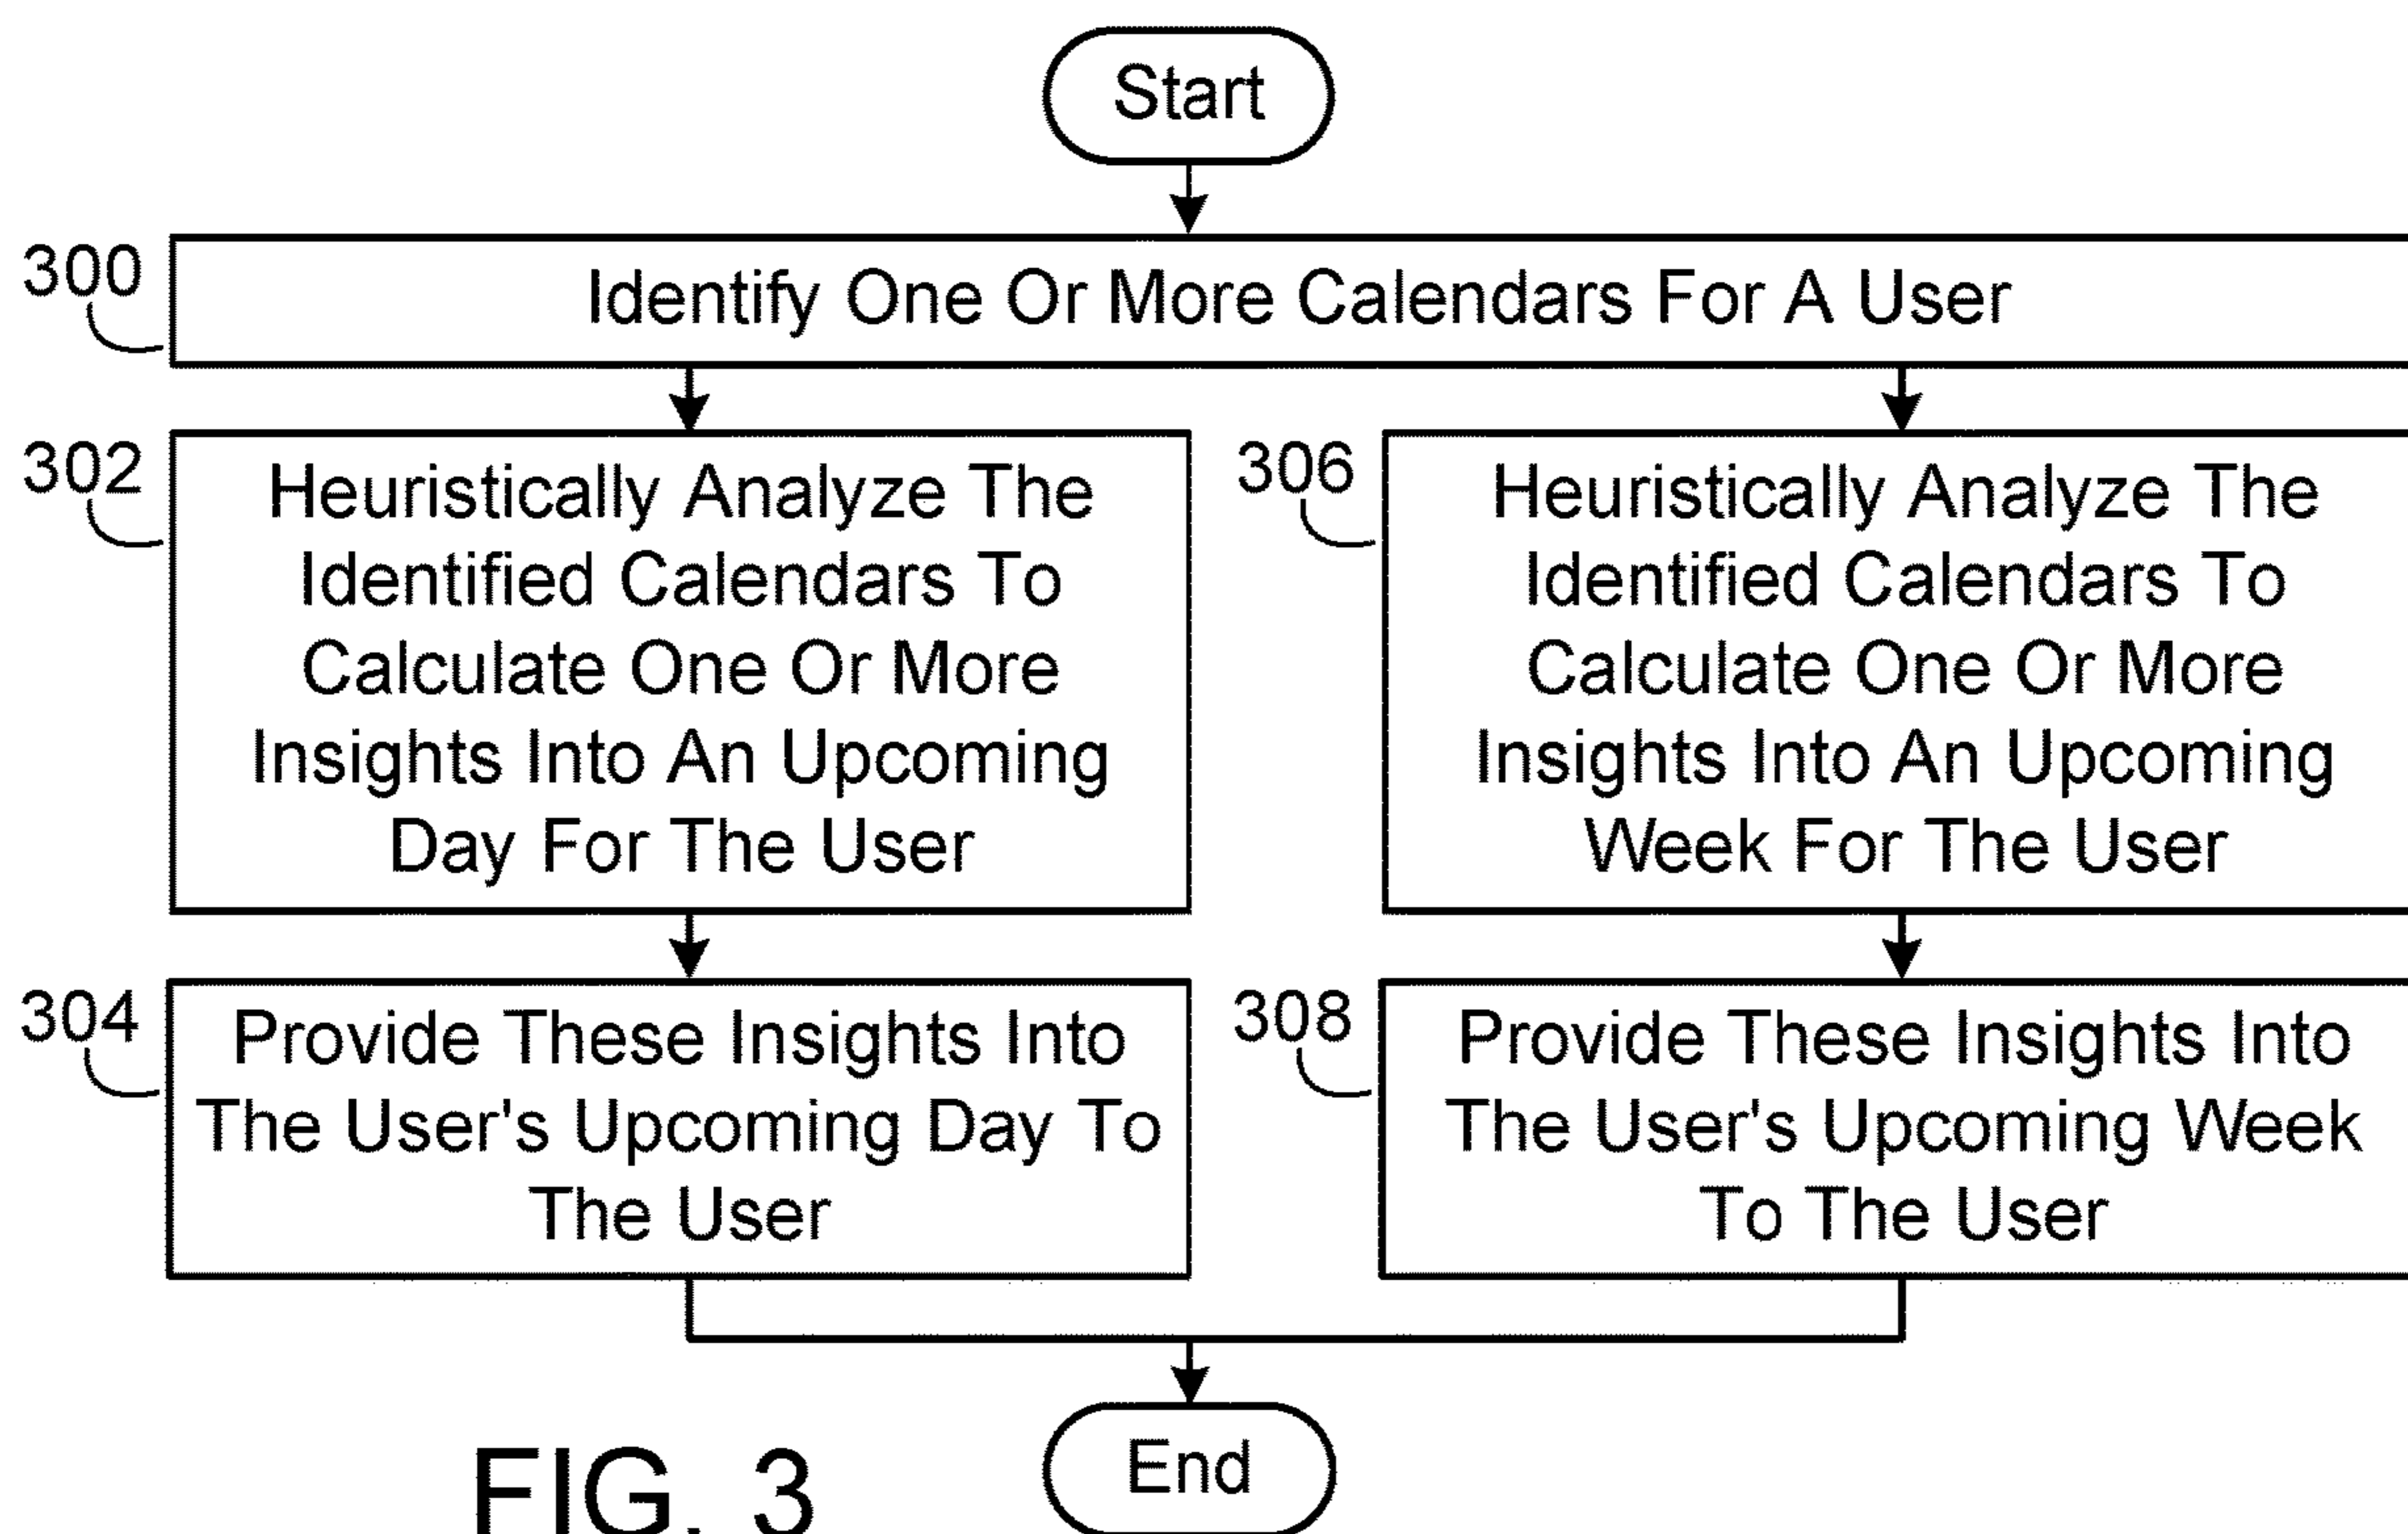 Start
300
Identify One Or More Calendars For A User
302
Heuristically Analyze The
Identified Calendars To
Calculate One Or More
Insights Into An Upcoming
Day For The User
306
Heuristically Analyze The
Identified Calendars To
Calculate One Or More
Insights Into An Upcoming
Week For The User
304
Provide These Insights Into
The User's Upcoming Day To
The User
308
Provide These Insights Into
The User's Upcoming Week
To The User
End
FIG. 3